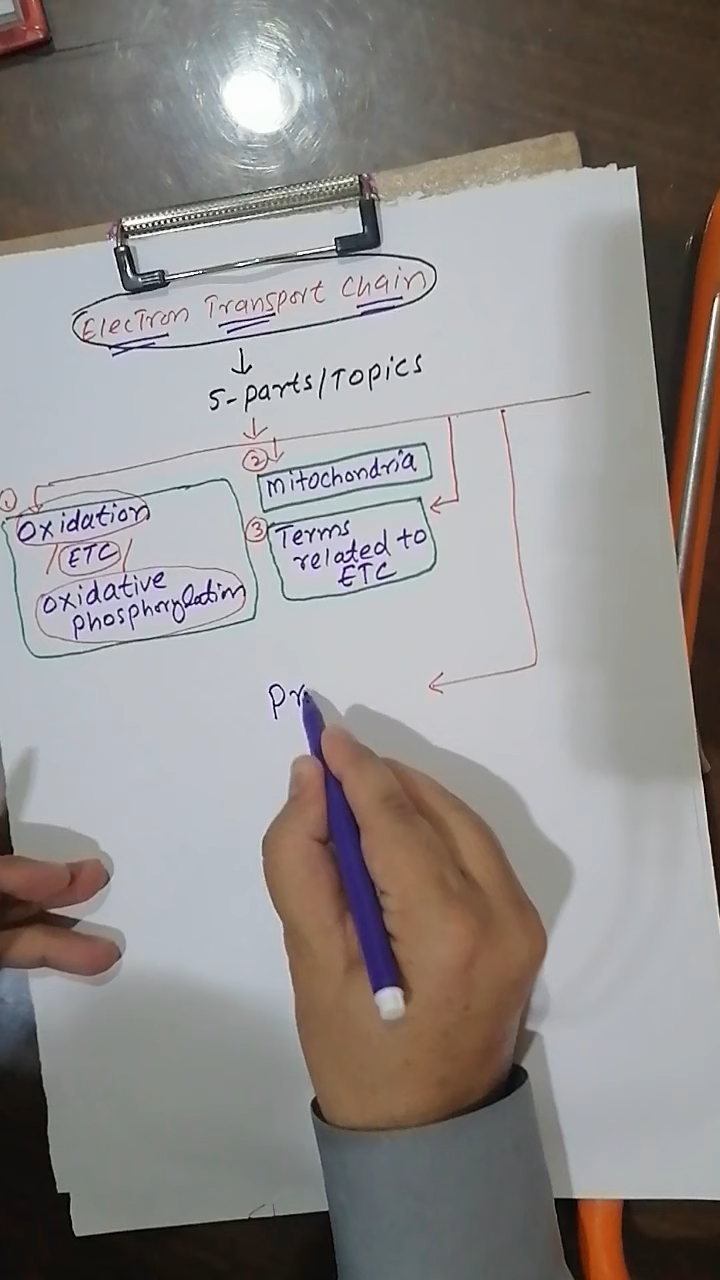 Electron Transport Chain
5-parts/Topics
1
Oxidation
/ETC/
oxidative
phosphorylation
2
Mitochondria
3
Terms
related to
ETC
Pr